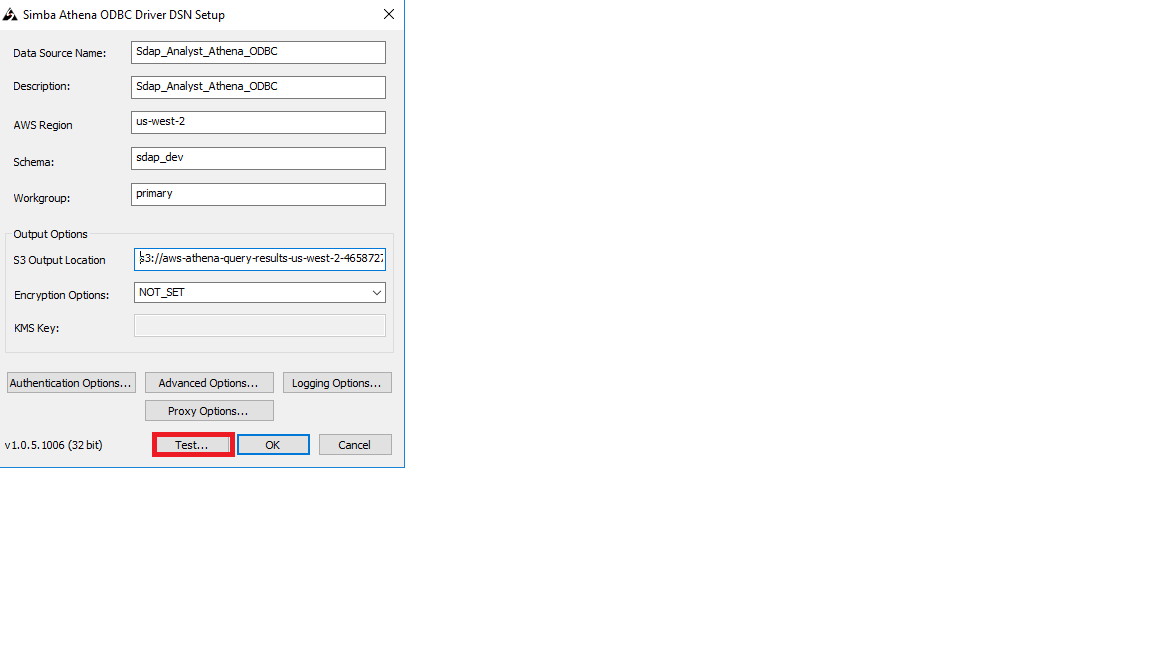 Simba Athena ODBC Driver DSN Setup
Data Source Name: Sdap_Analyst_Athena_ODBC
Description: Sdap_Analyst_Athena_ODBC
AWS Region us-west-2
Schema: sdap_dev
Workgroup: primary
Output Options
S3 Output Location s3://aws-athena-query-results-us-west-2-4658727
Encryption Options: NOT_SET
KMS Key:
Authentication Options... Advanced Options... Logging Options...
Proxy Options...
v1.0.5.1006 (32 bit) Test... OK Cancel